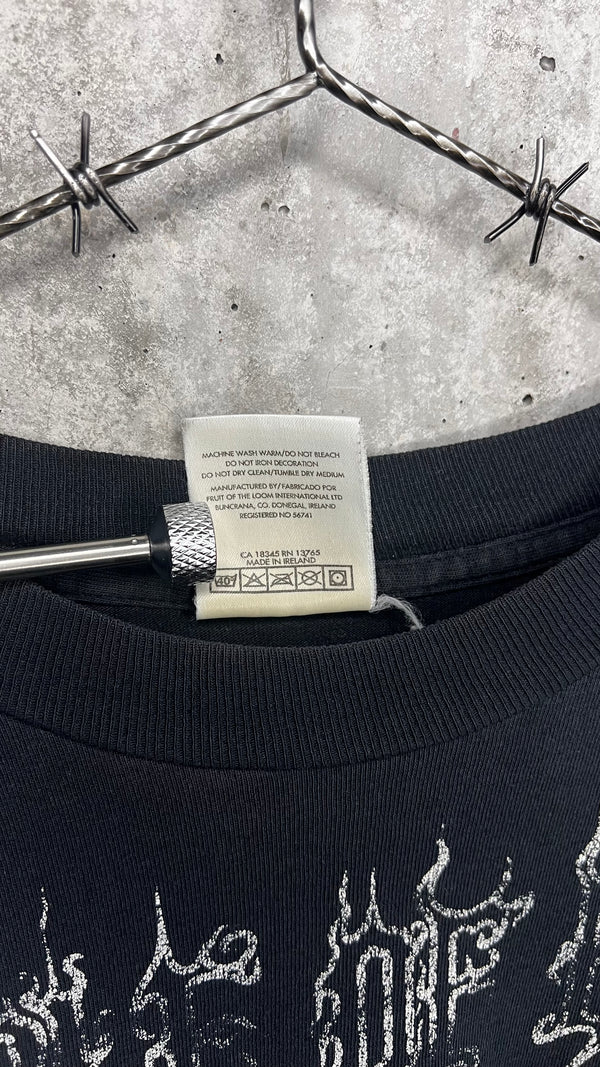 MACHINE WASH WARM/DO NOT BLEACH
DO NOT IRON DECORATION
DO NOT DRY CLEAN/TUMBLE DRY MEDIUM
MANUFACTURED BY/FABRICADO POR
FRUIT OF THE LOOM INTERNATIONAL LTD
BUNCRANA, CO. DONEGAL, IRELAND
REGISTERED NO 56741
CA 18345 RN 13765
MADE IN IRELAND
40°